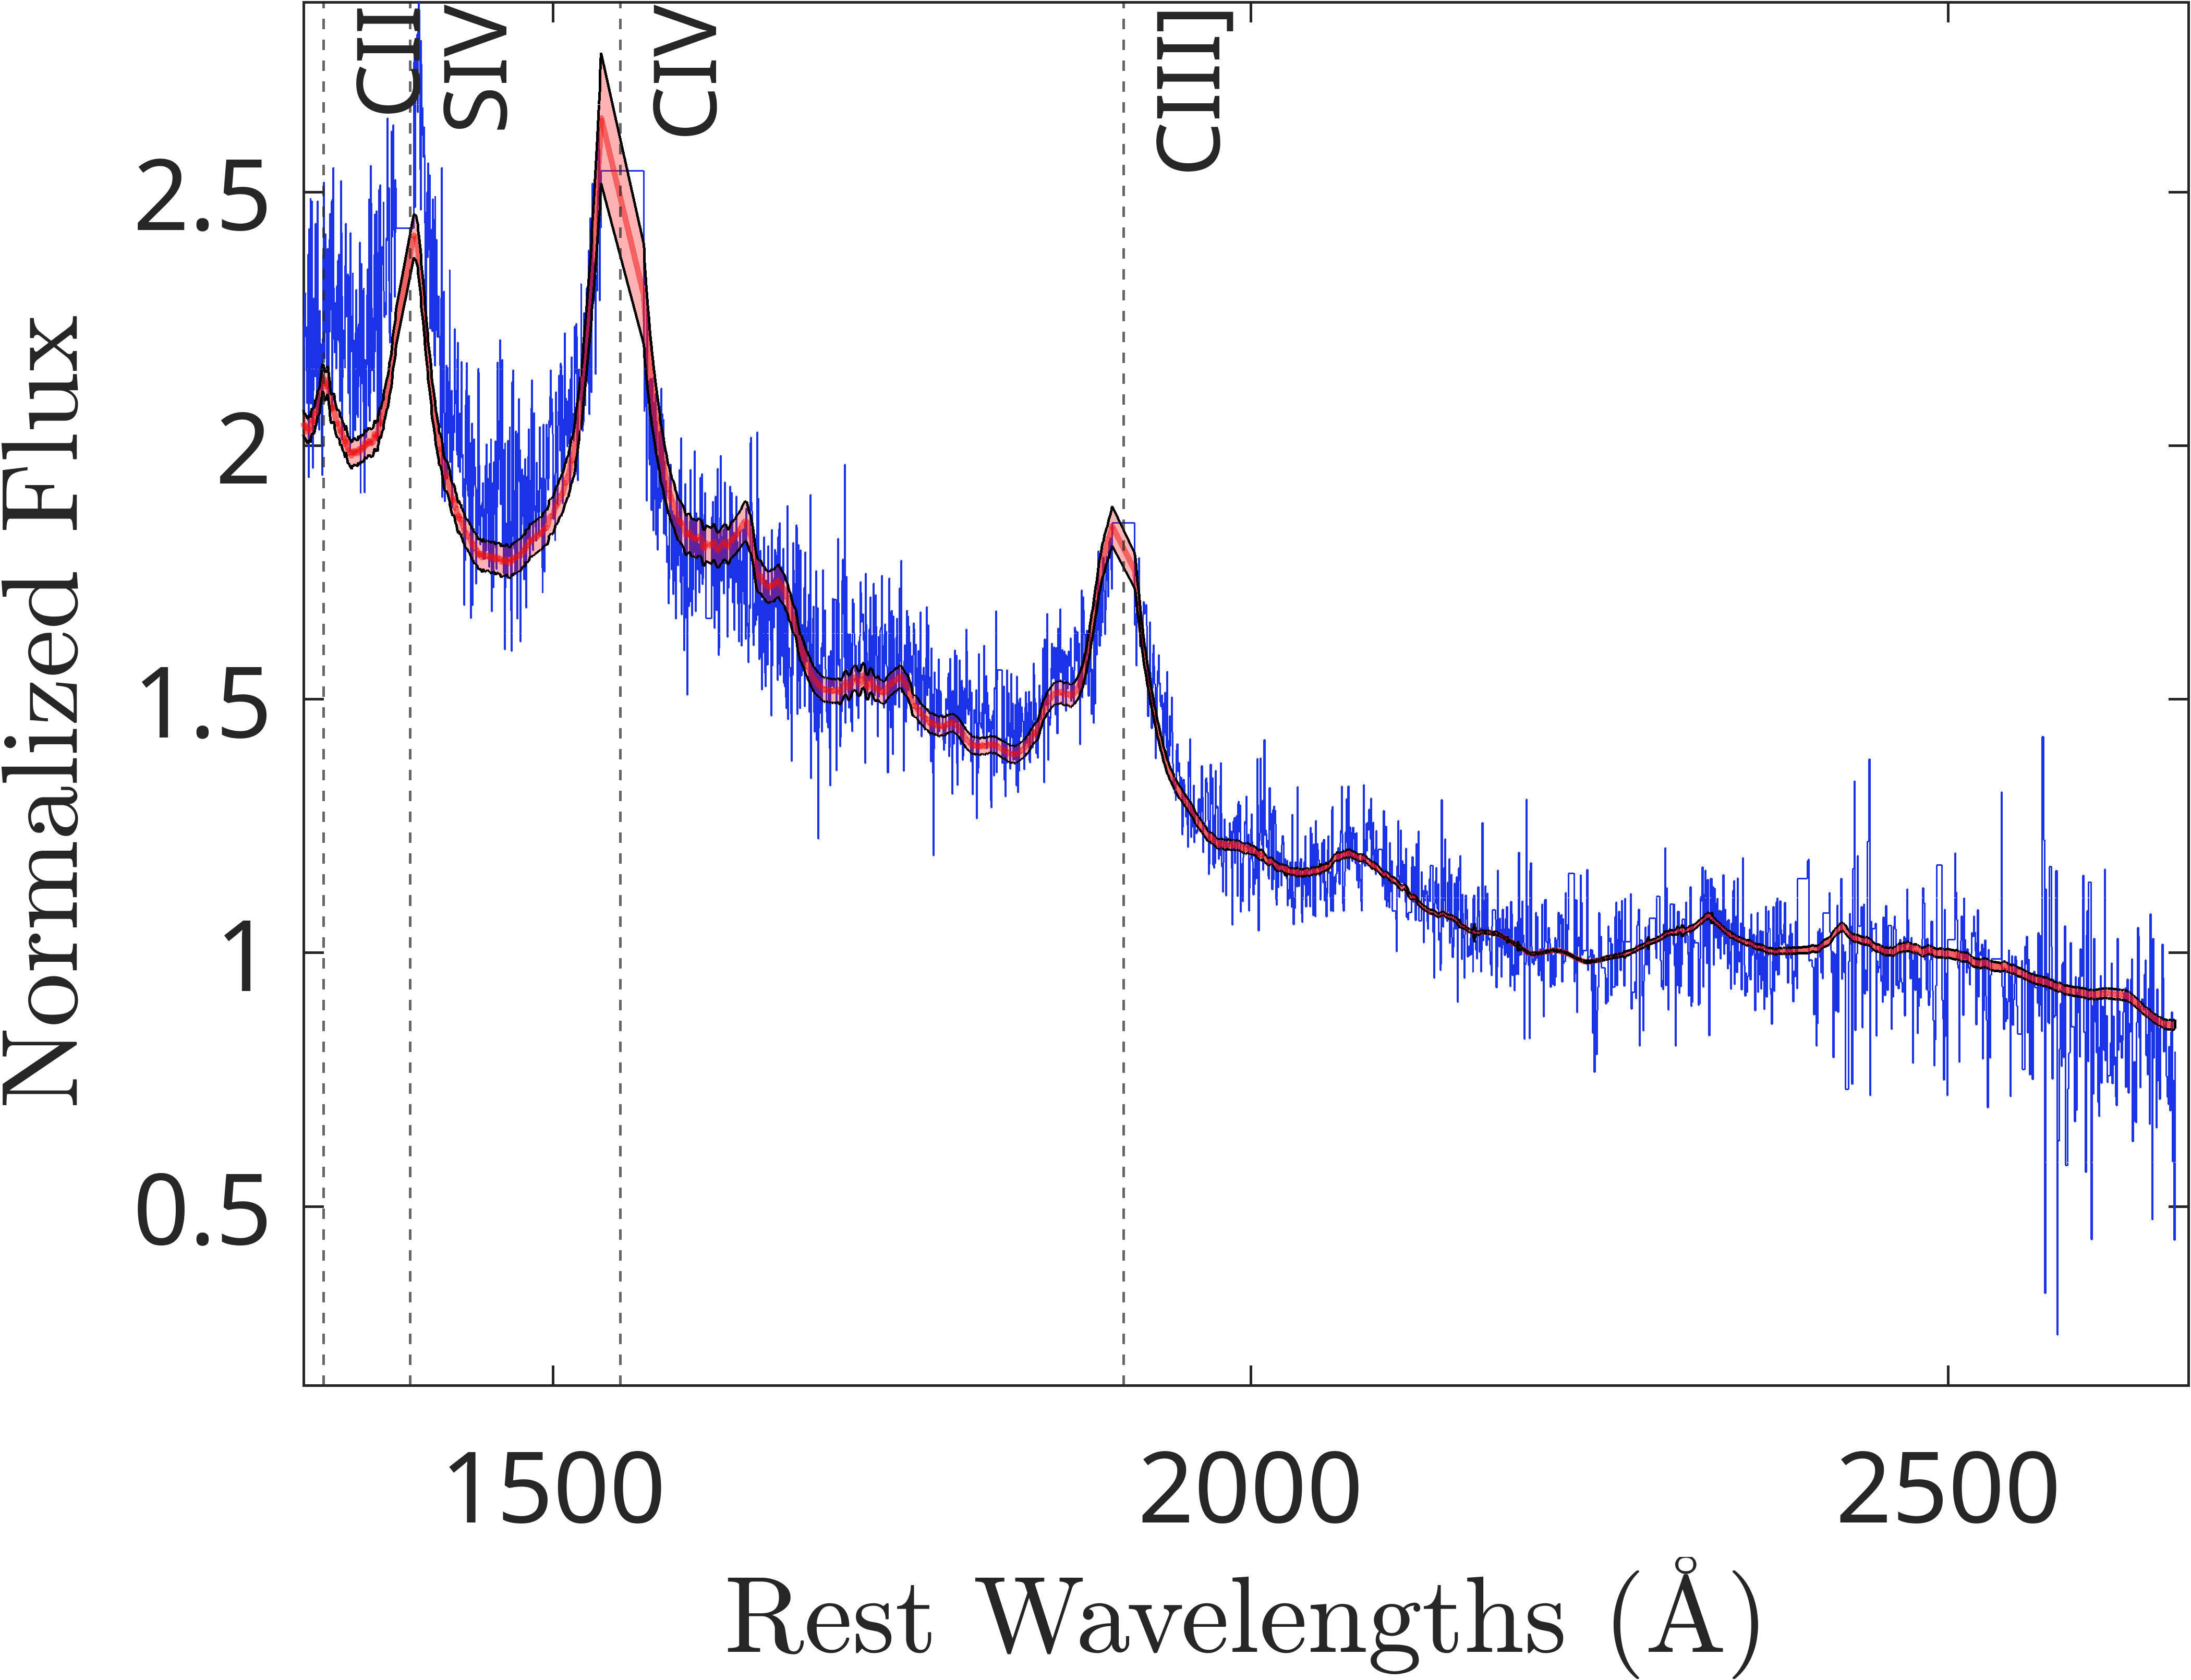 CII
SIV
CIV
CIII]
2.5
2
1.5
1
0.5
Normalized Flux
1500
2000
2500
Rest Wavelengths (Å)